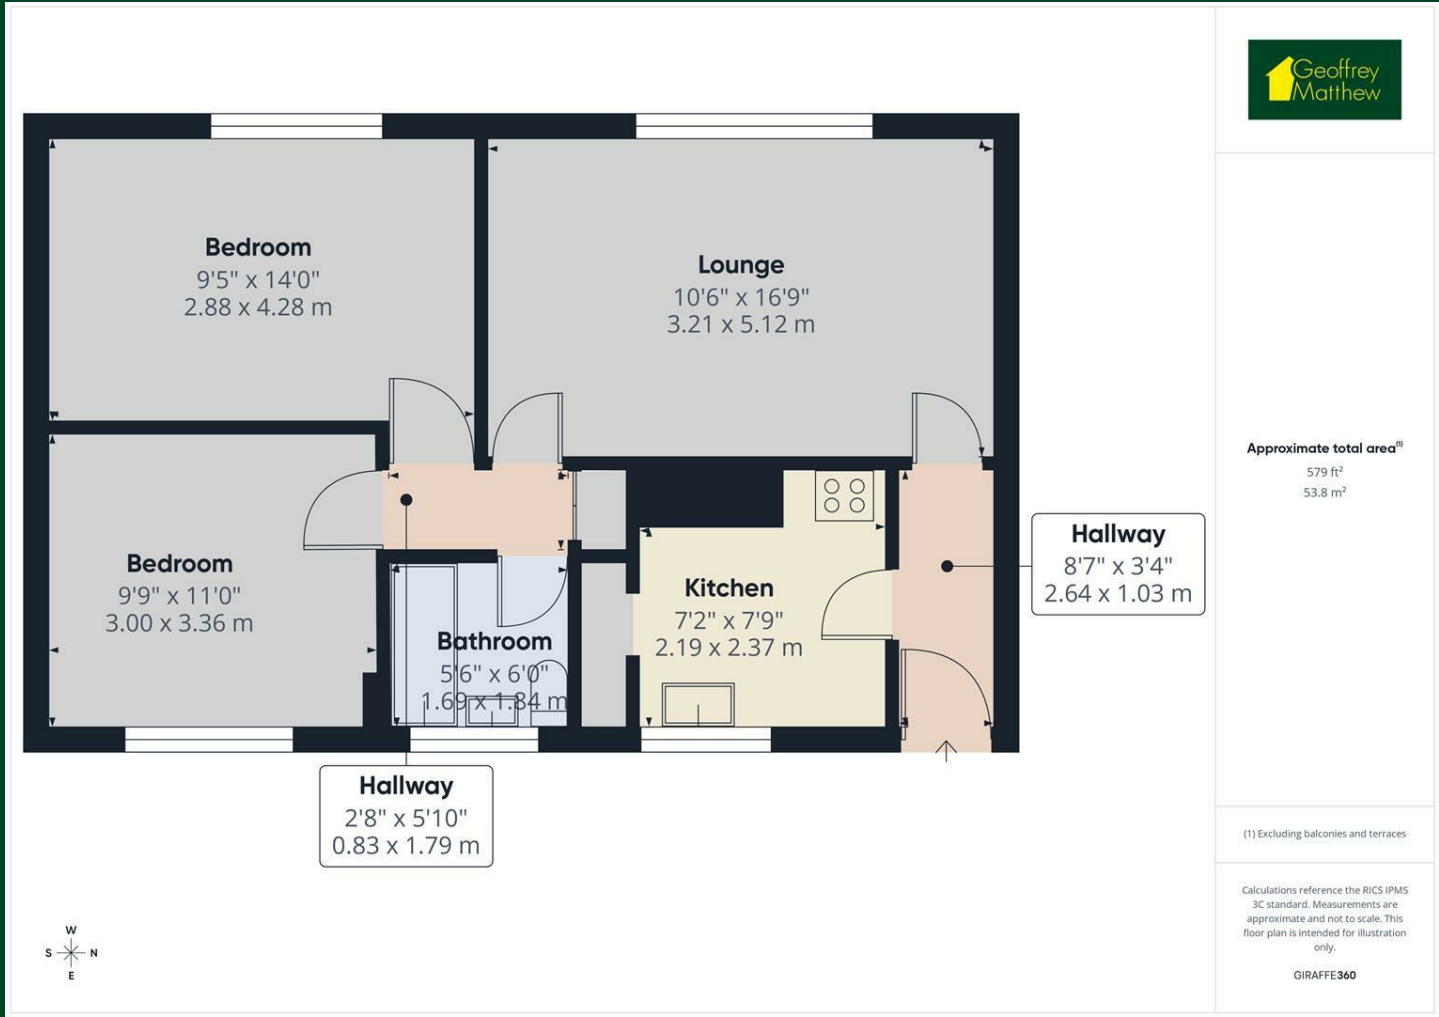 Geoffrey
Matthew
Bedroom
9'5" x 14'0"
2.88 x 4.28 m
Lounge
10'6" x 16'9"
3.21 x 5.12 m
Approximate total area(1)
579 ft²
53.8 m²
Hallway
8'7" x 3'4"
2.64 x 1.03 m
Bedroom
9'9" x 11'0"
3.00 x 3.36 m
Kitchen
7'2" x 7'9"
2.19 x 2.37 m
Bathroom
5'6" x 6'0"
1.69 x 1.84 m
Hallway
2'8" x 5'10"
0.83 x 1.79 m
(1) Excluding balconies and terraces
Calculations reference the RICS IPMS
3C standard. Measurements are
approximate and not to scale. This
floor plan is intended for illustration
only.
GIRAFFE360
W
S N
E